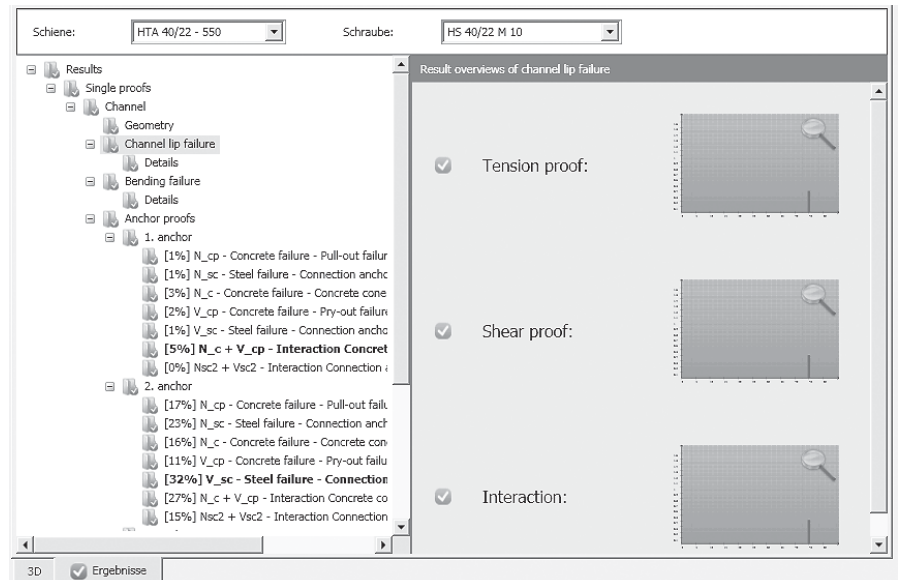 Schiene: HTA 40/22 - 550 Schraube: HS 40/22 M 10
Results
Single proofs
Channel
Geometry
Channel lip failure
Details
Bending failure
Details
Anchor proofs
1. anchor
[1%] N_cp - Concrete failure - Pull-out failur
[1%] N_sc - Steel failure - Connection ancho
[3%] N_c - Concrete failure - Concrete cone
[2%] V_cp - Concrete failure - Pry-out failure
[1%] V_sc - Steel failure - Connection ancho
[5%] N_c + V_cp - Interaction Concret
[0%] Nsc2 + Vsc2 - Interaction Connection
2. anchor
[17%] N_cp - Concrete failure - Pull-out failu
[23%] N_sc - Steel failure - Connection anch
[16%] N_c - Concrete failure - Concrete con
[11%] V_cp - Concrete failure - Pry-out failu
[32%] V_sc - Steel failure - Connection
[27%] N_c + V_cp - Interaction Concrete co
[15%] Nsc2 + Vsc2 - Interaction Connection
Result overviews of channel lip failure
Tension proof:
Shear proof:
Interaction:
3D Ergebnisse